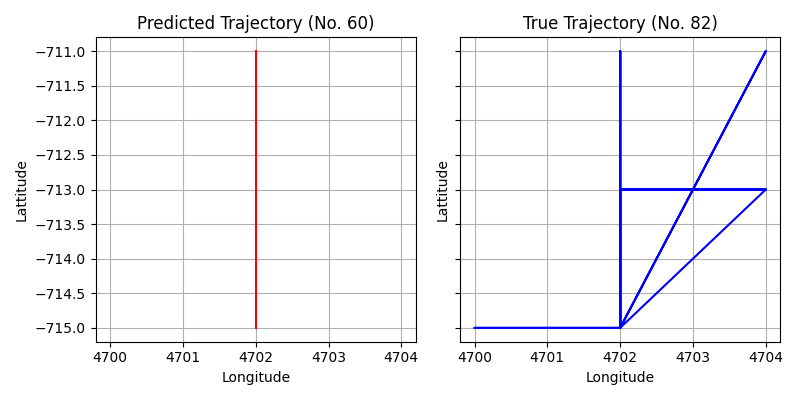 Predicted Trajectory (No. 60)
−711.0
−711.5
−712.0
−712.5
−713.0
−713.5
−714.0
−714.5
−715.0
Lattitude
4700 4701 4702 4703 4704
Longitude
True Trajectory (No. 82)
Lattitude
4700 4701 4702 4703 4704
Longitude